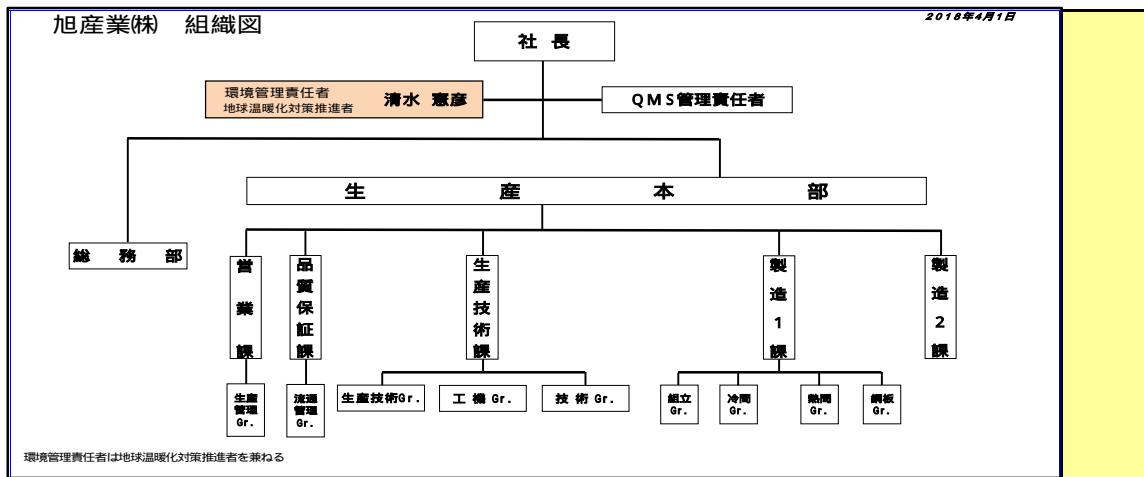 旭産業㈱　組織図
2018年4月1日
社 長
環境管理責任者
地球温暖化対策推進者
清水 憲彦
QMS管理責任者
生 産 本 部
総 務 部
営業課
品質保証課
生産技術課
製造1課
製造2課
生産
管理
Gr.
流通
管理
Gr.
生産技術Gr.
工 機 Gr.
技 術 Gr.
組立
Gr.
冷間
Gr.
熱間
Gr.
鋼板
Gr.
環境管理責任者は地球温暖化対策推進者を兼ねる